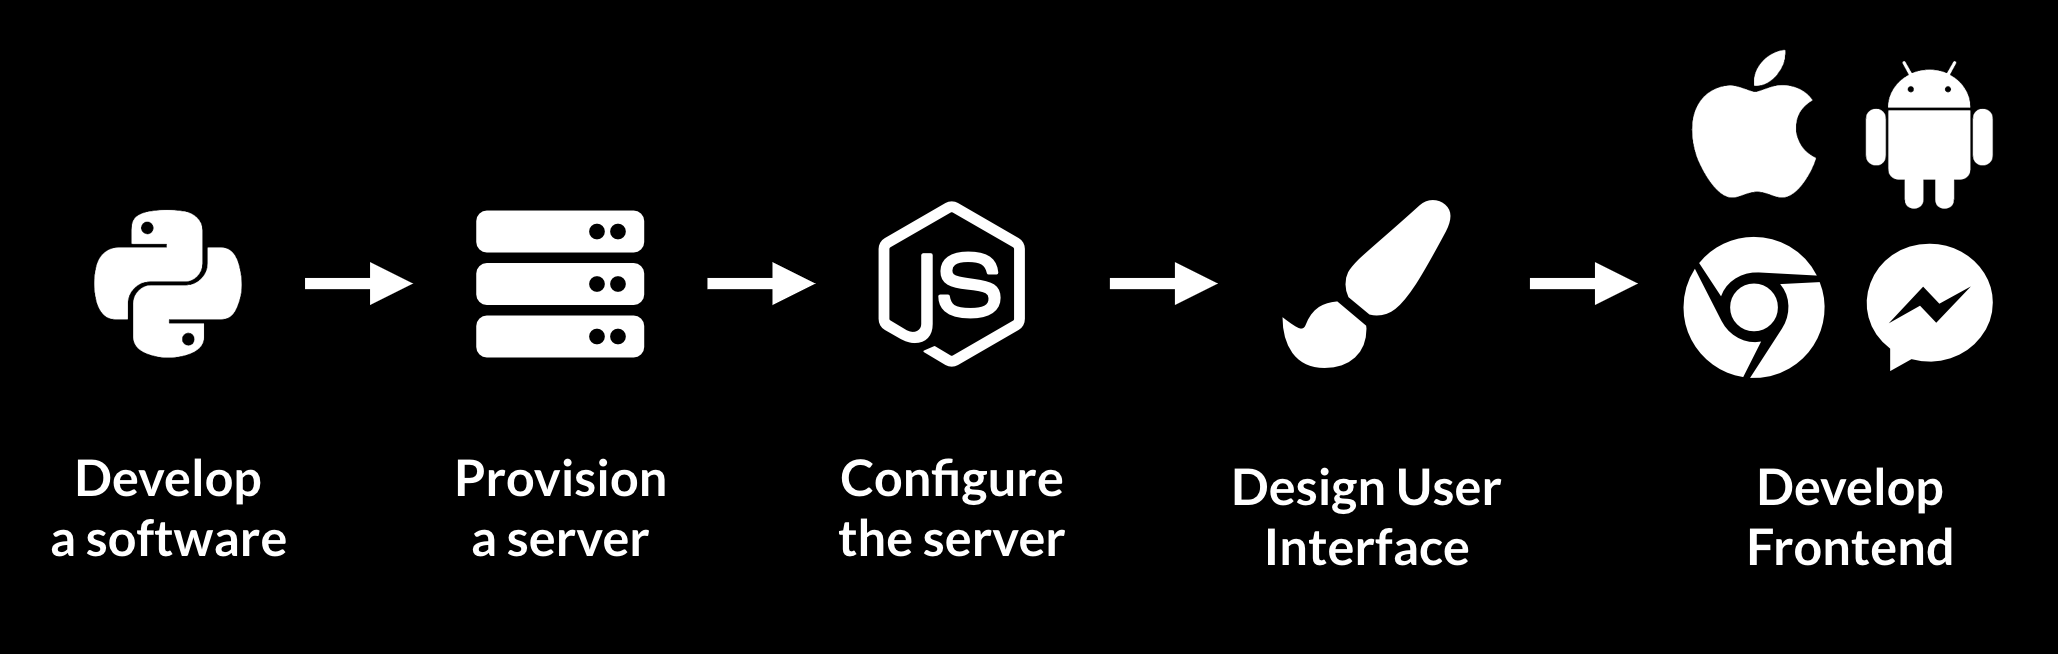 JS
Develop
a software
Provision
a server
Configure
the server
Design User
Interface
Develop
Frontend